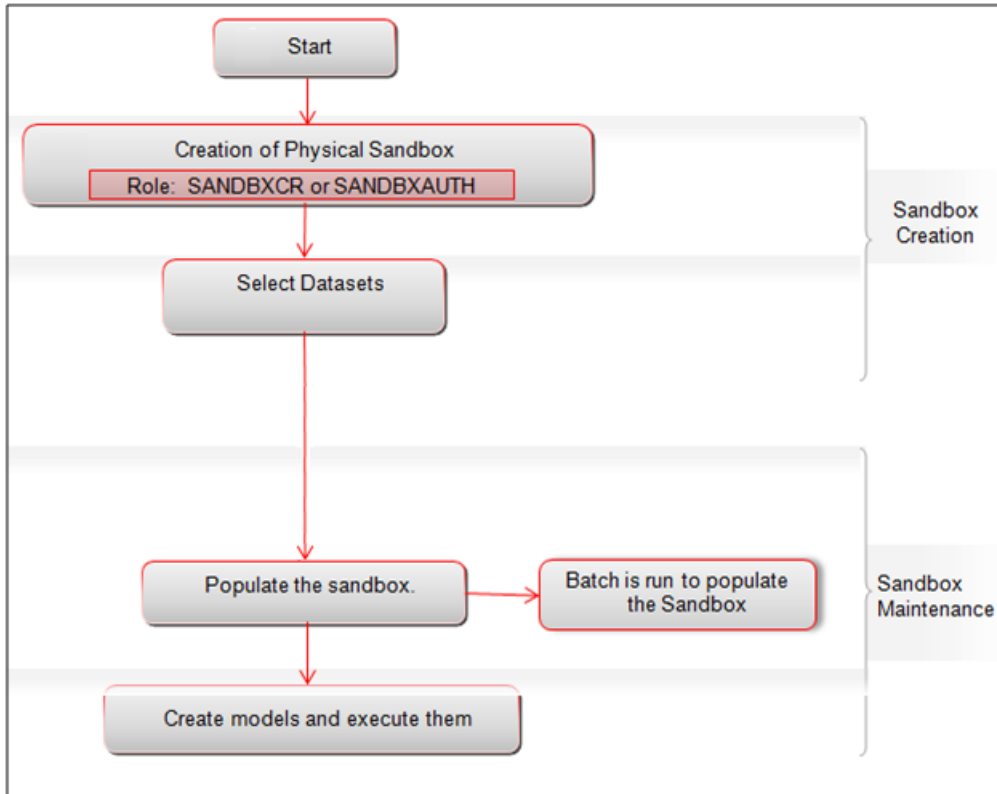 Start
Creation of Physical Sandbox
Role: SANDBXCR or SANDBXAUTH
Sandbox
Creation
Select Datasets
Populate the sandbox.
Batch is run to populate
the Sandbox
Sandbox
Maintenance
Create models and execute them